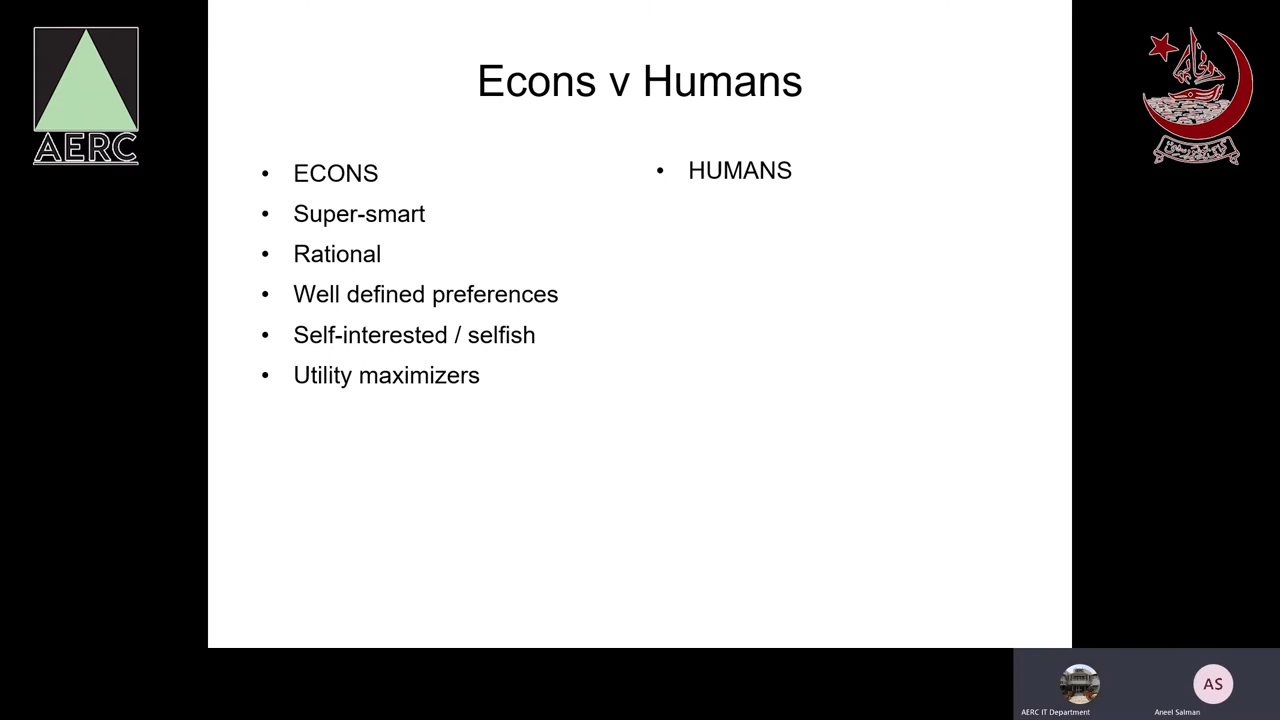 AERC
Econs v Humans
• ECONS
• Super-smart
• Rational
• Well defined preferences
• Self-interested / selfish
• Utility maximizers
• HUMANS
AS
AERC IT Department
Aneel Salman